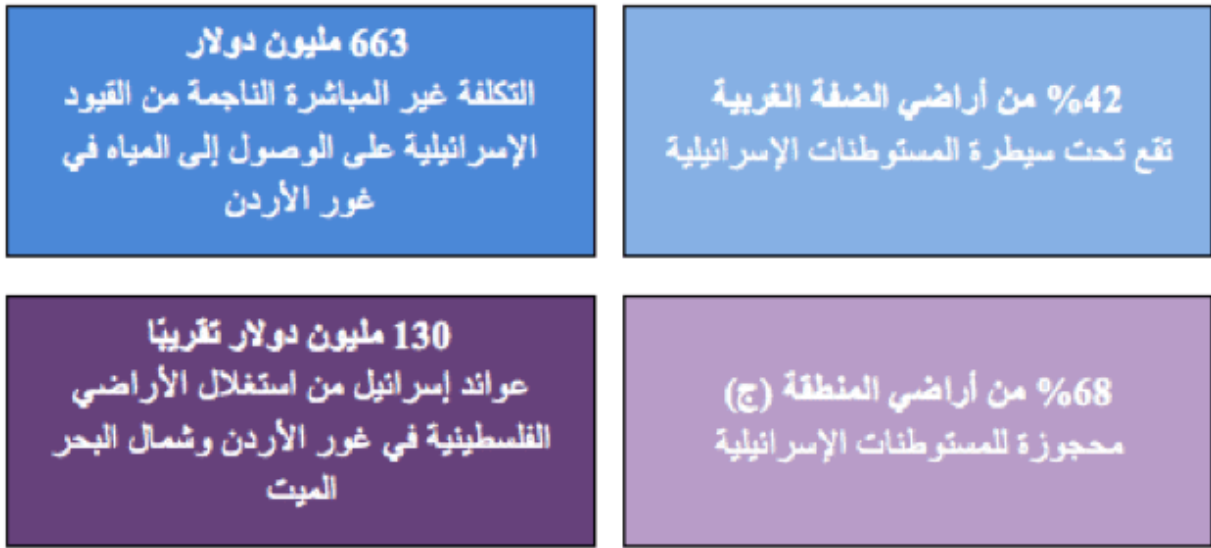 %42 من أراضي الضفة الغربية
تقع تحت سيطرة المستوطنات الإسرائيلية
663 مليون دولار
التكلفة غير المباشرة الناجمة من القيود
الإسرائيلية على الوصول إلى المياه في
غور الأردن
%68 من أراضي المنطقة (ج)
محجوزة للمستوطنات الإسرائيلية
130 مليون دولار تقريبًا
عوائد إسرائيل من استغلال الأراضي
الفلسطينية في غور الأردن وشمال البحر
الميت